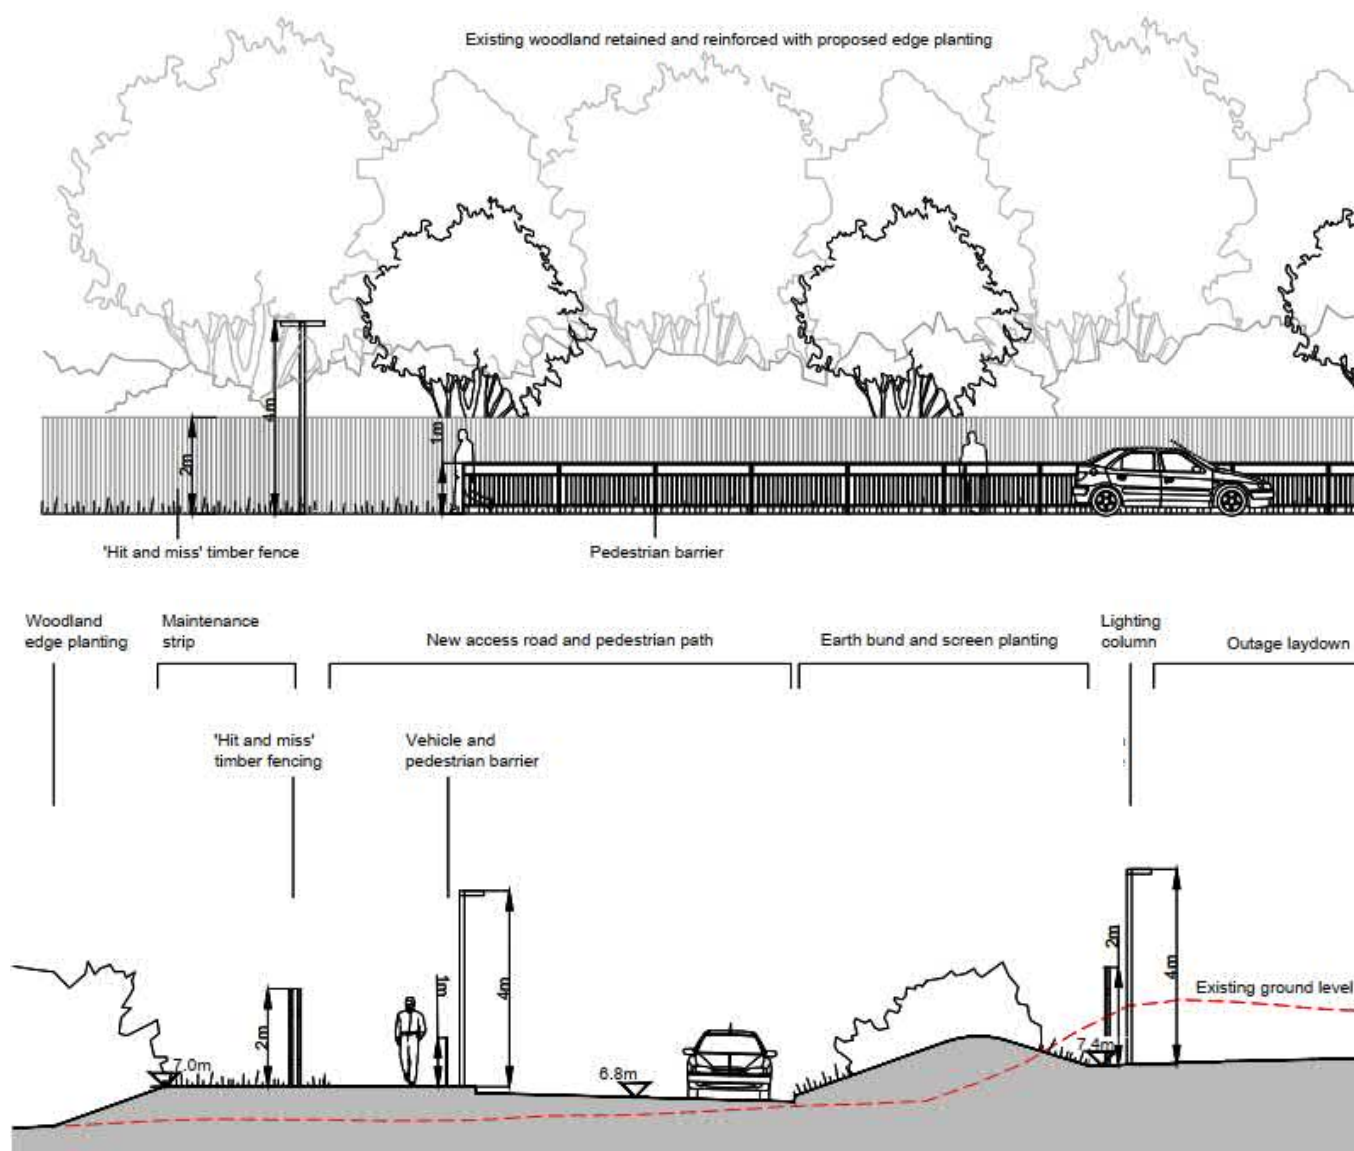 Existing woodland retained and reinforced with proposed edge planting
4m
2m
1m
'Hit and miss' timber fence
Pedestrian barrier
Woodland
edge planting
Maintenance
strip
New access road and pedestrian path
Earth bund and screen planting
Lighting
column
Outage laydown
'Hit and miss'
timber fencing
Vehicle and
pedestrian barrier
2m
1m
4m
2m
4m
Existing ground level
7.0m
6.8m
7.4m